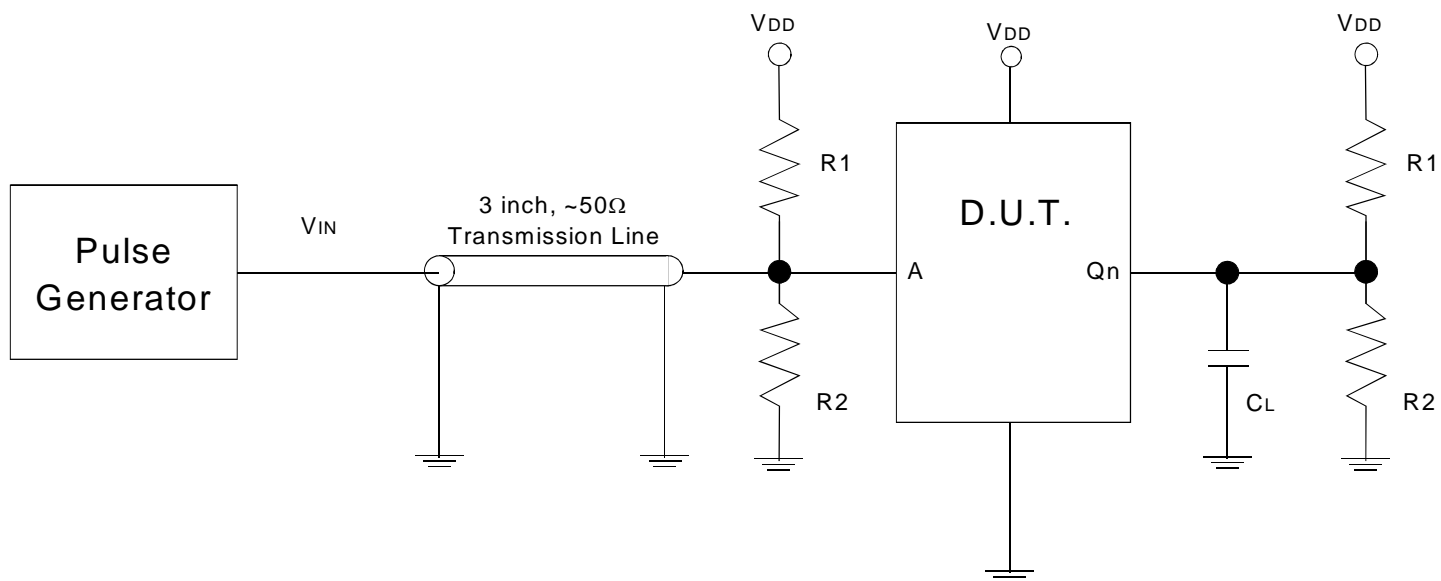 VDD
VDD
VDD
R1
R1
D.U.T.
3 inch, ~50Ω
Transmission Line
VIN
Pulse
Generator
A
Qn
R2
CL
R2